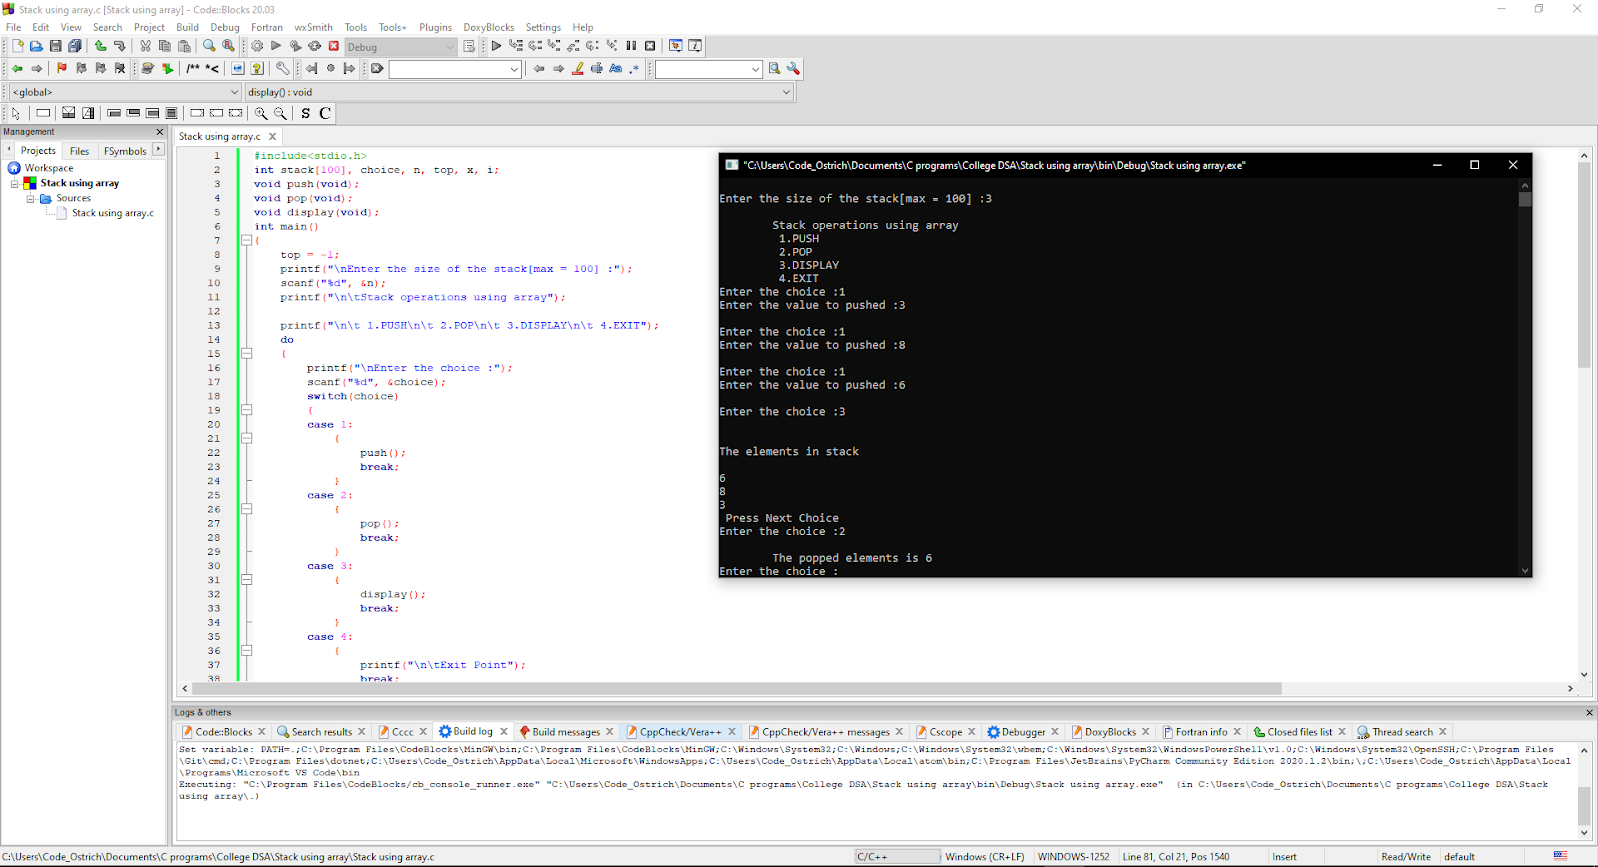 Stack using array.c [Stack using array] - Code::Blocks 20.03
File Edit View Search Project Build Debug Fortran wxSmith Tools Tools+ Plugins DoxyBlocks Settings Help
Debug
/** *<
<global>
display() : void
S C
Management
Projects Files FSymbols
Workspace
Stack using array
Sources
Stack using array.c
Stack using array.c
1 #include<stdio.h>
2 int stack[100], choice, n, top, x, i;
3 void push(void);
4 void pop(void);
5 void display(void);
6 int main()
7 {
8 top = -1;
9 printf("\nEnter the size of the stack[max = 100] :");
10 scanf("%d", &n);
11 printf("\n\tStack operations using array");
12
13 printf("\n\t 1.PUSH\n\t 2.POP\n\t 3.DISPLAY\n\t 4.EXIT");
14 do
15 {
16 printf("\nEnter the choice :");
17 scanf("%d", &choice);
18 switch(choice)
19 {
20 case 1:
21 {
22 push();
23 break;
24 }
25 case 2:
26 {
27 pop();
28 break;
29 }
30 case 3:
31 {
32 display();
33 break;
34 }
35 case 4:
36 {
37 printf("\n\tExit Point");
38 break;
"C:\Users\Code_Ostrich\Documents\C programs\College DSA\Stack using array\bin\Debug\Stack using array.exe"
Enter the size of the stack[max = 100] :3
Stack operations using array
1.PUSH
2.POP
3.DISPLAY
4.EXIT
Enter the choice :1
Enter the value to pushed :3
Enter the choice :1
Enter the value to pushed :8
Enter the choice :1
Enter the value to pushed :6
Enter the choice :3
The elements in stack
6
8
3
Press Next Choice
Enter the choice :2
The popped elements is 6
Enter the choice :
Logs & others
Code::Blocks Search results Cccc Build log Build messages CppCheck/Vera++ CppCheck/Vera++ messages Cscope Debugger DoxyBlocks Fortran info Closed files list Thread search
Set variable: PATH=.;C:\Program Files\CodeBlocks\MinGW\bin;C:\Program Files\CodeBlocks\MinGW;C:\Windows\System32;C:\Windows;C:\Windows\System32\wbem;C:\Windows\System32\WindowsPowerShell\v1.0;C:\Windows\System32\OpenSSH;C:\Program Files
\Git\cmd;C:\Program Files\dotnet;C:\Users\Code_Ostrich\AppData\Local\Microsoft\WindowsApps;C:\Users\Code_Ostrich\AppData\Local\atom\bin;C:\Program Files\JetBrains\PyCharm Community Edition 2020.1.2\bin;\;C:\Users\Code_Ostrich\AppData\Local
\Programs\Microsoft VS Code\bin
Executing: "C:\Program Files\CodeBlocks/cb_console_runner.exe" "C:\Users\Code_Ostrich\Documents\C programs\College DSA\Stack using array\bin\Debug\Stack using array.exe" (in C:\Users\Code_Ostrich\Documents\C programs\College DSA\Stack
using array\.)
C:\Users\Code_Ostrich\Documents\C programs\College DSA\Stack using array\Stack using array.c C/C++ Windows (CR+LF) WINDOWS-1252 Line 81, Col 21, Pos 1540 Insert Read/Write default